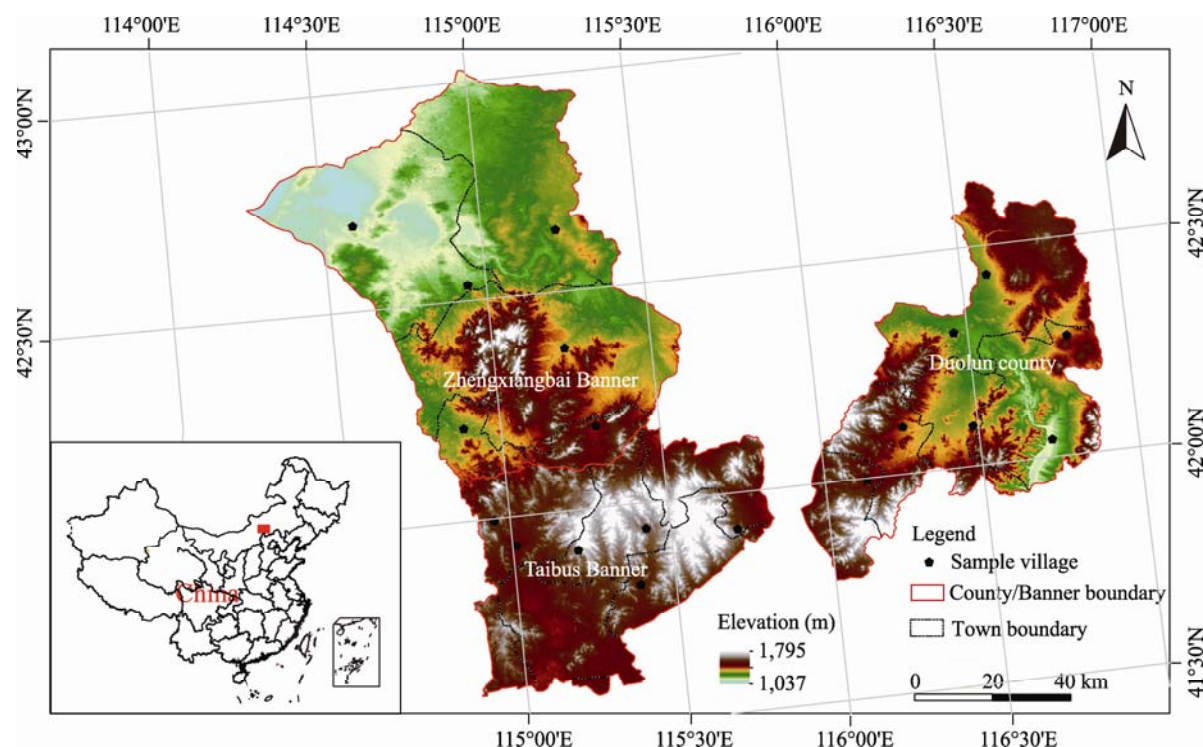 114°00'E 114°30'E 115°00'E 115°30'E 116°00'E 116°30'E 117°00'E
43°00'N
42°30'N
N
42°30'N
42°00'N
41°30'N
Zhengxiangbai Banner
Duolun county
Taibus Banner
China
Elevation (m)
1,795
1,037
Legend
Sample village
County/Banner boundary
Town boundary
0 20 40 km
115°00'E 115°30'E 116°00'E 116°30'E